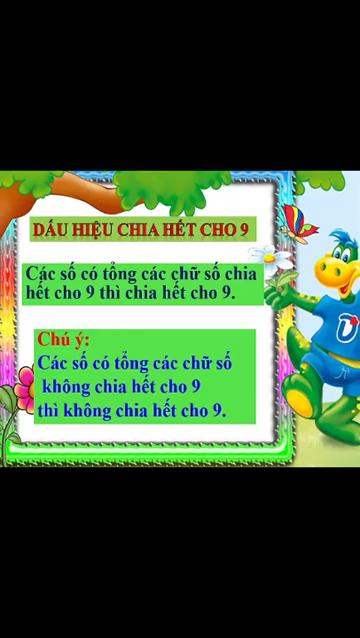 DẤU HIỆU CHIA HẾT CHO 9
Các số có tổng các chữ số chia
hết cho 9 thì chia hết cho 9.
Chú ý:
Các số có tổng các chữ số
không chia hết cho 9
thì không chia hết cho 9.